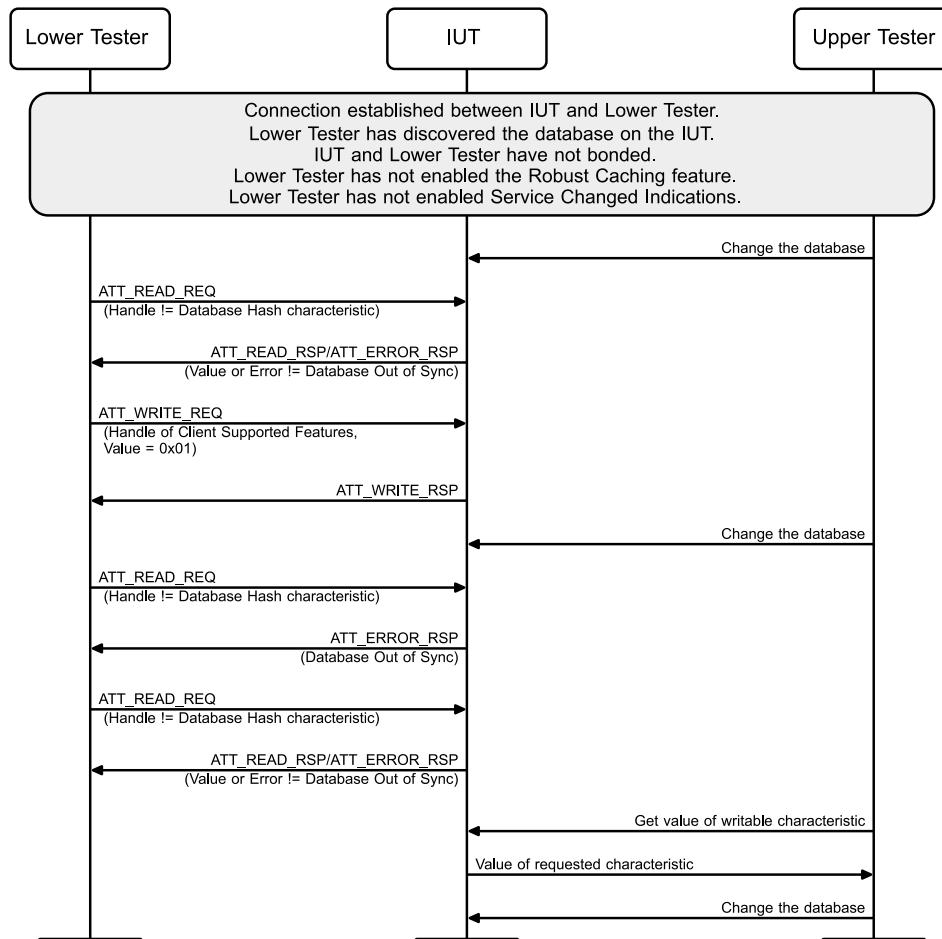 Lower Tester
IUT
Upper Tester
Connection established between IUT and Lower Tester.
Lower Tester has discovered the database on the IUT.
IUT and Lower Tester have not bonded.
Lower Tester has not enabled the Robust Caching feature.
Lower Tester has not enabled Service Changed Indications.
Change the database
ATT_READ_REQ
(Handle != Database Hash characteristic)
ATT_READ_RSP/ATT_ERROR_RSP
(Value or Error != Database Out of Sync)
ATT_WRITE_REQ
(Handle of Client Supported Features,
Value = 0x01)
ATT_WRITE_RSP
Change the database
ATT_READ_REQ
(Handle != Database Hash characteristic)
ATT_ERROR_RSP
(Database Out of Sync)
ATT_READ_REQ
(Handle != Database Hash characteristic)
ATT_READ_RSP/ATT_ERROR_RSP
(Value or Error != Database Out of Sync)
Get value of writable characteristic
Value of requested characteristic
Change the database